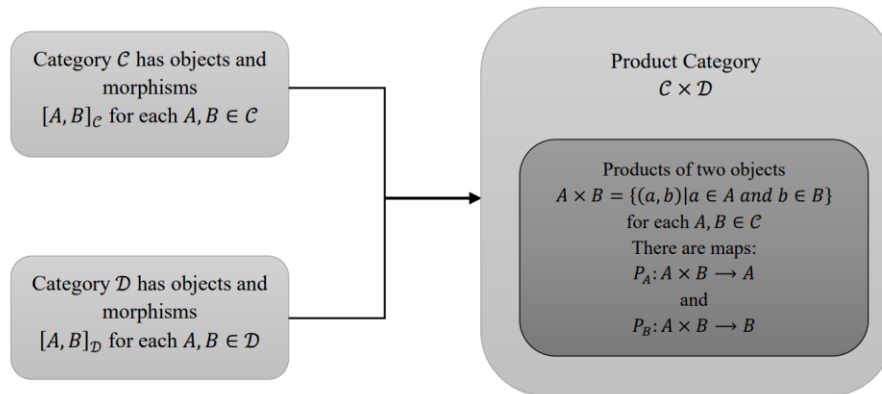 Category 𝒞 has objects and
morphisms
[A, B]_𝒞 for each A, B ∈ 𝒞
Category 𝒟 has objects and
morphisms
[A, B]_𝒟 for each A, B ∈ 𝒟
Product Category
𝒞 × 𝒟
Products of two objects
A × B = {(a, b)|a ∈ A and b ∈ B}
for each A, B ∈ 𝒞
There are maps:
P_A: A × B ⟶ A
and
P_B: A × B ⟶ B